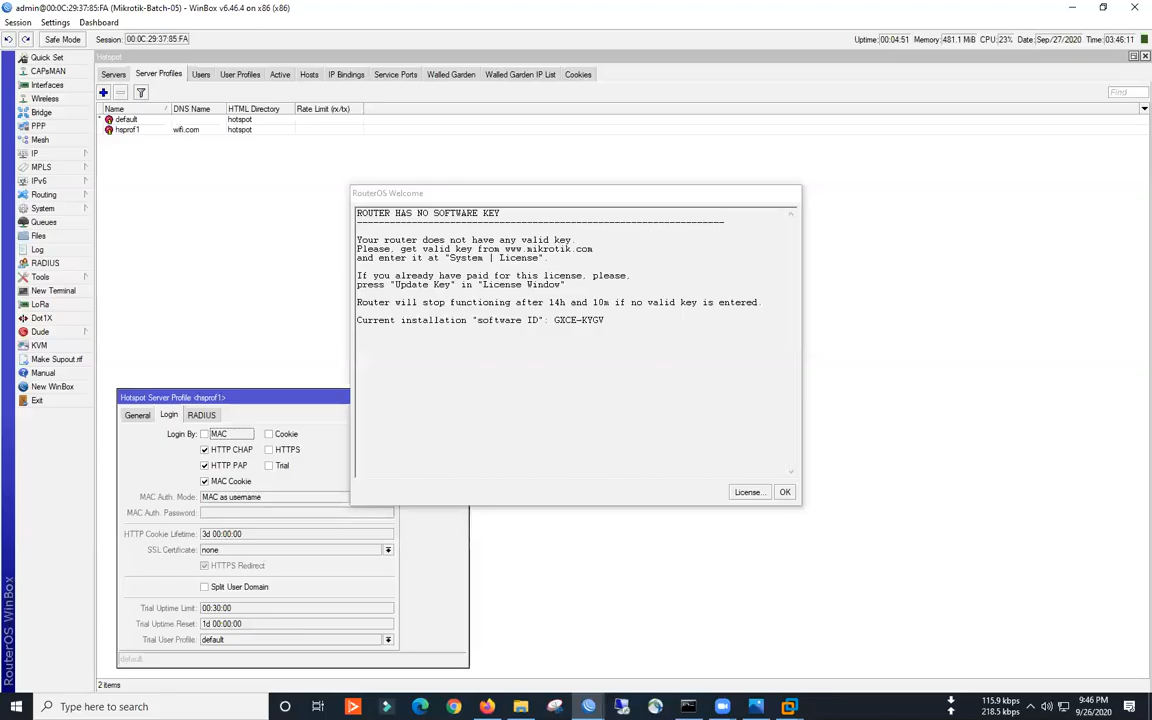 admin@00:0C:29:37:85:FA (Mikrotik-Batch-05) - WinBox v6.46.4 on x86 (x86)
Session Settings Dashboard
Safe Mode Session: 00:0C:29:37:85:FA Uptime: 00:04:51 Memory: 481.1 MiB CPU: 23% Date: Sep/27/2020 Time: 03:46:11
Hotspot
Servers Server Profiles Users User Profiles Active Hosts IP Bindings Service Ports Walled Garden Walled Garden IP List Cookies
Find
Name DNS Name HTML Directory Rate Limit (rx/tx)
* default hotspot
hsprof1 wifi.com hotspot
2 items
Quick Set
CAPsMAN
Interfaces
Wireless
Bridge
PPP
Mesh
IP
MPLS
IPv6
Routing
System
Queues
Files
Log
RADIUS
Tools
New Terminal
LoRa
Dot1X
Dude
KVM
Make Supout.rif
Manual
New WinBox
Exit
RouterOS WinBox
RouterOS Welcome
ROUTER HAS NO SOFTWARE KEY
----------------------------------------------------------------------------
Your router does not have any valid key.
Please, get valid key from www.mikrotik.com
and enter it at "System | License".
If you already have paid for this license, please,
press "Update Key" in "License Window"
Router will stop functioning after 14h and 10m if no valid key is entered.
Current installation "software ID": GXCE-KYGV
License... OK
Hotspot Server Profile <hsprof1>
General Login RADIUS
Login By: MAC Cookie
HTTP CHAP HTTPS
HTTP PAP Trial
MAC Cookie
MAC Auth. Mode: MAC as username
MAC Auth. Password:
HTTP Cookie Lifetime: 3d 00:00:00
SSL Certificate: none
HTTPS Redirect
Split User Domain
Trial Uptime Limit: 00:30:00
Trial Uptime Reset: 1d 00:00:00
Trial User Profile: default
default
Type here to search
115.9 kbps
218.5 kbps
9:46 PM
9/26/2020